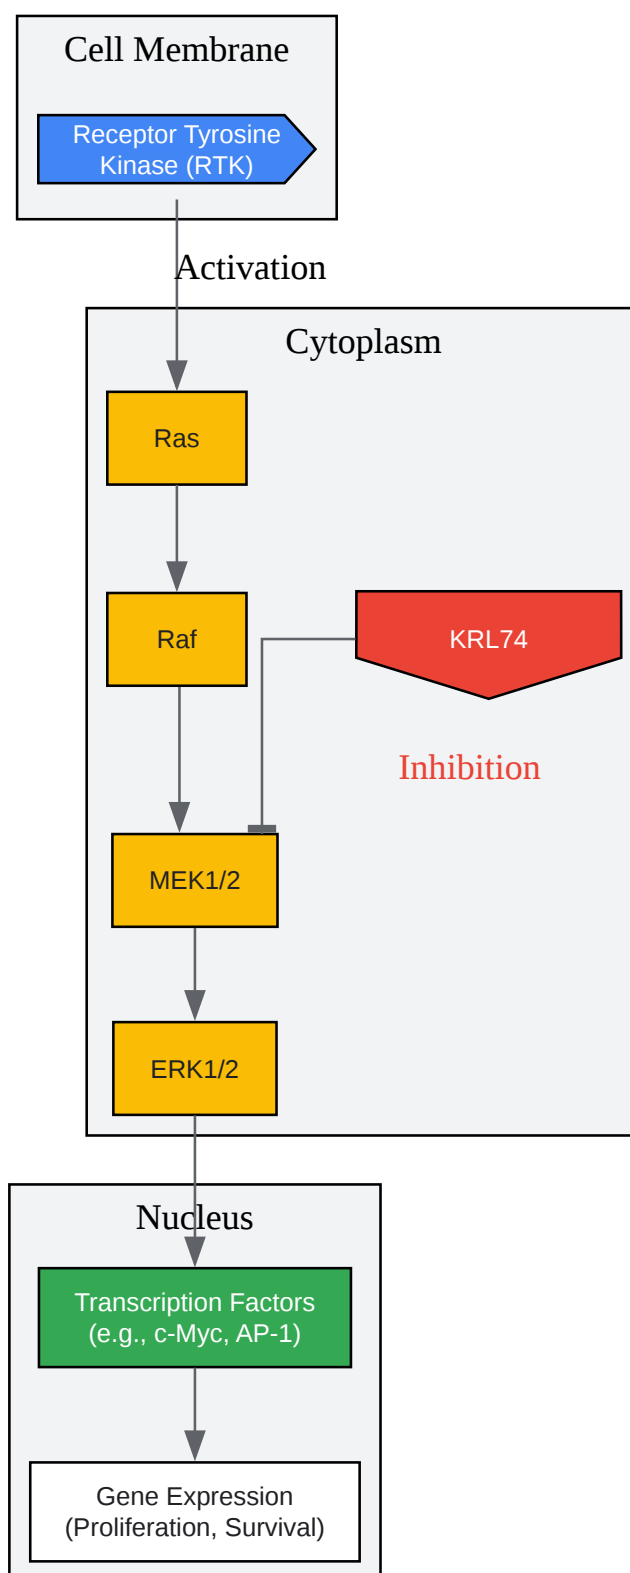 Cell Membrane
Receptor Tyrosine
Kinase (RTK)
Activation
Cytoplasm
Ras
Raf
KRL74
Inhibition
MEK1/2
ERK1/2
Nucleus
Transcription Factors
(e.g., c-Myc, AP-1)
Gene Expression
(Proliferation, Survival)